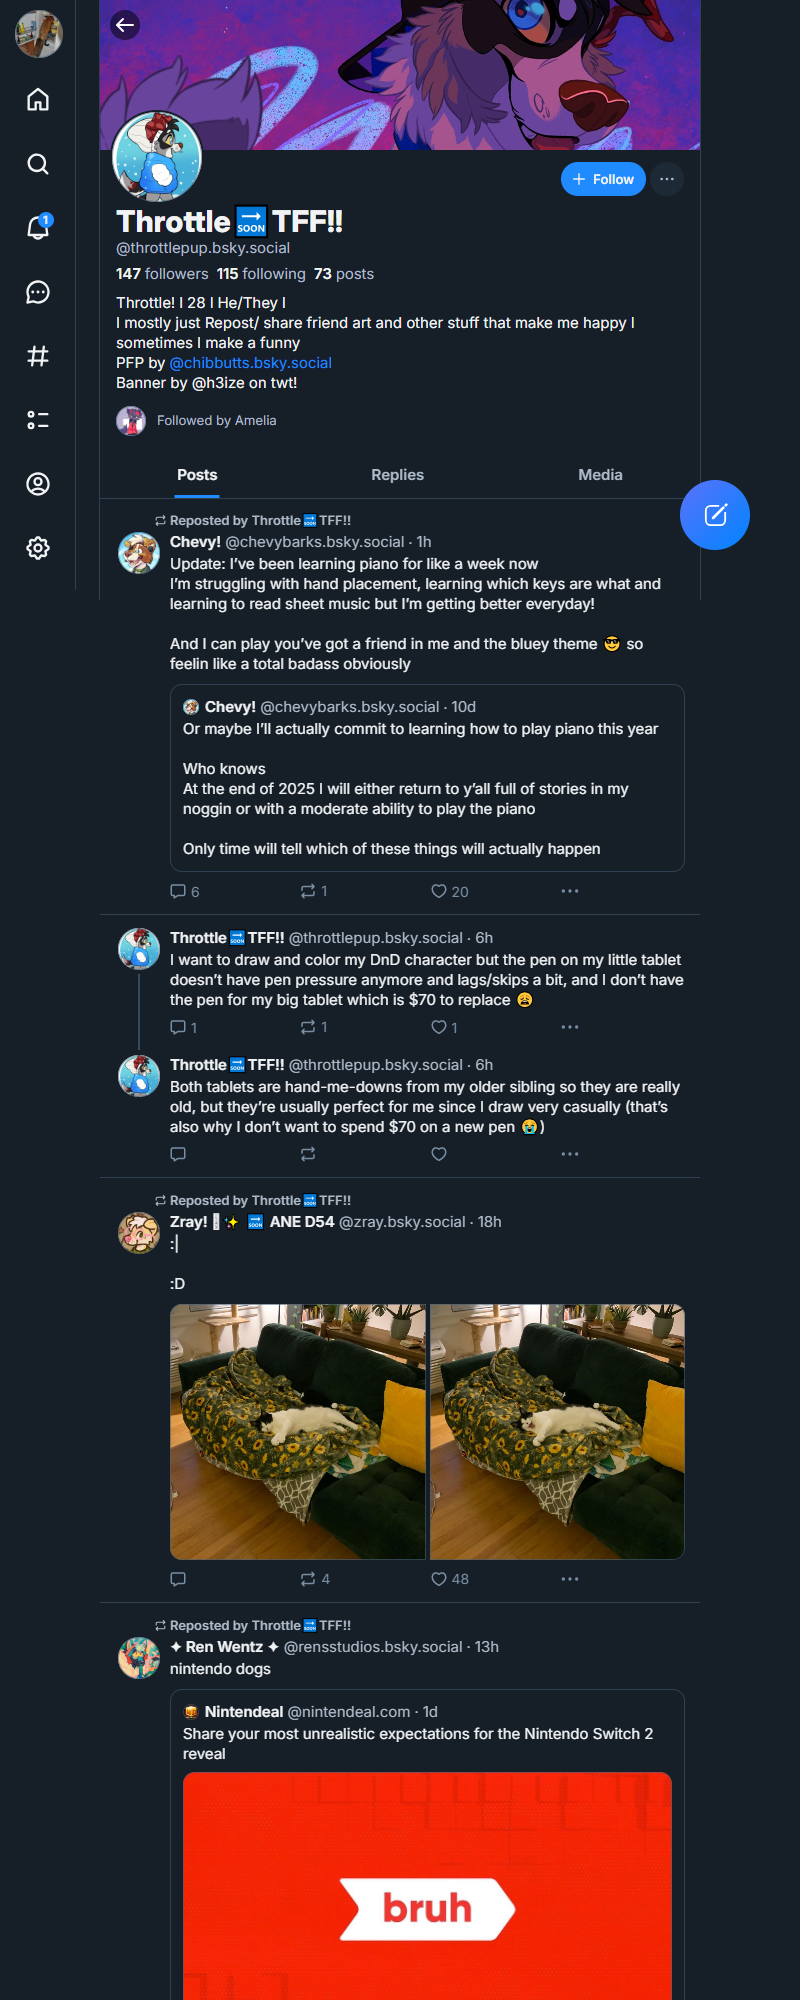 1
+ Follow
Throttle🔜TFF!!
@throttlepup.bsky.social
147 followers 115 following 73 posts
Throttle! I 28 I He/They I
I mostly just Repost/ share friend art and other stuff that make me happy I
sometimes I make a funny
PFP by @chibbutts.bsky.social
Banner by @h3ize on twt!
Followed by Amelia
Posts Replies Media
Reposted by Throttle🔜TFF!!
Chevy! @chevybarks.bsky.social · 1h
Update: I’ve been learning piano for like a week now
I’m struggling with hand placement, learning which keys are what and
learning to read sheet music but I’m getting better everyday!
And I can play you’ve got a friend in me and the bluey theme 😎 so
feelin like a total badass obviously
Chevy! @chevybarks.bsky.social · 10d
Or maybe I’ll actually commit to learning how to play piano this year
Who knows
At the end of 2025 I will either return to y’all full of stories in my
noggin or with a moderate ability to play the piano
Only time will tell which of these things will actually happen
6 1 20
Throttle🔜TFF!! @throttlepup.bsky.social · 6h
I want to draw and color my DnD character but the pen on my little tablet
doesn’t have pen pressure anymore and lags/skips a bit, and I don’t have
the pen for my big tablet which is $70 to replace 😩
1 1 1
Throttle🔜TFF!! @throttlepup.bsky.social · 6h
Both tablets are hand-me-downs from my older sibling so they are really
old, but they’re usually perfect for me since I draw very casually (that’s
also why I don’t want to spend $70 on a new pen 😭)
Reposted by Throttle🔜TFF!!
Zray! ✨ 🔜 ANE D54 @zray.bsky.social · 18h
:|
:D
4 48
Reposted by Throttle🔜TFF!!
✦ Ren Wentz ✦ @rensstudios.bsky.social · 13h
nintendo dogs
Nintendeal @nintendeal.com · 1d
Share your most unrealistic expectations for the Nintendo Switch 2
reveal
bruh